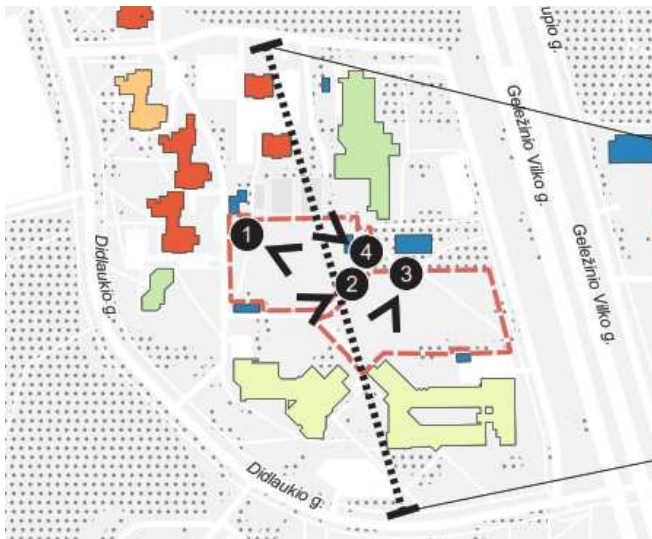 upio g.
Geležinio Vilko g.
Geležinio Vilko g.
1
4
3
2
Didlaukio g.
Didlaukio g.